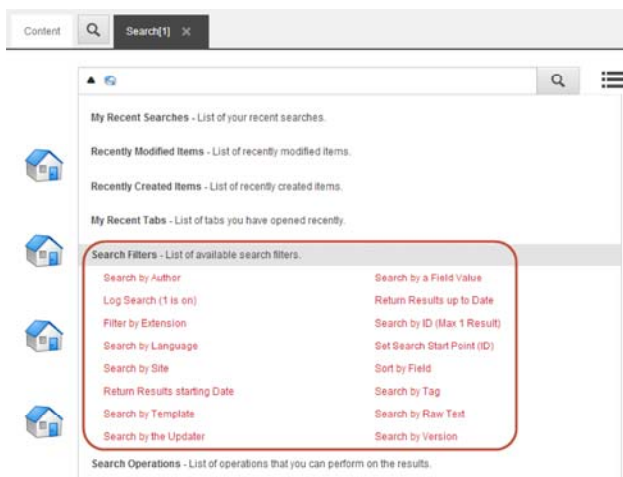 Content Search[1] ×
My Recent Searches - List of your recent searches.
Recently Modified Items - List of recently modified items.
Recently Created Items - List of recently created items.
My Recent Tabs - List of tabs you have opened recently.
Search Filters - List of available search filters.
Search by Author Search by a Field Value
Log Search (1 is on) Return Results up to Date
Filter by Extension Search by ID (Max 1 Result)
Search by Language Set Search Start Point (ID)
Search by Site Sort by Field
Return Results starting Date Search by Tag
Search by Template Search by Raw Text
Search by the Updater Search by Version
Search Operations - List of operations that you can perform on the results.